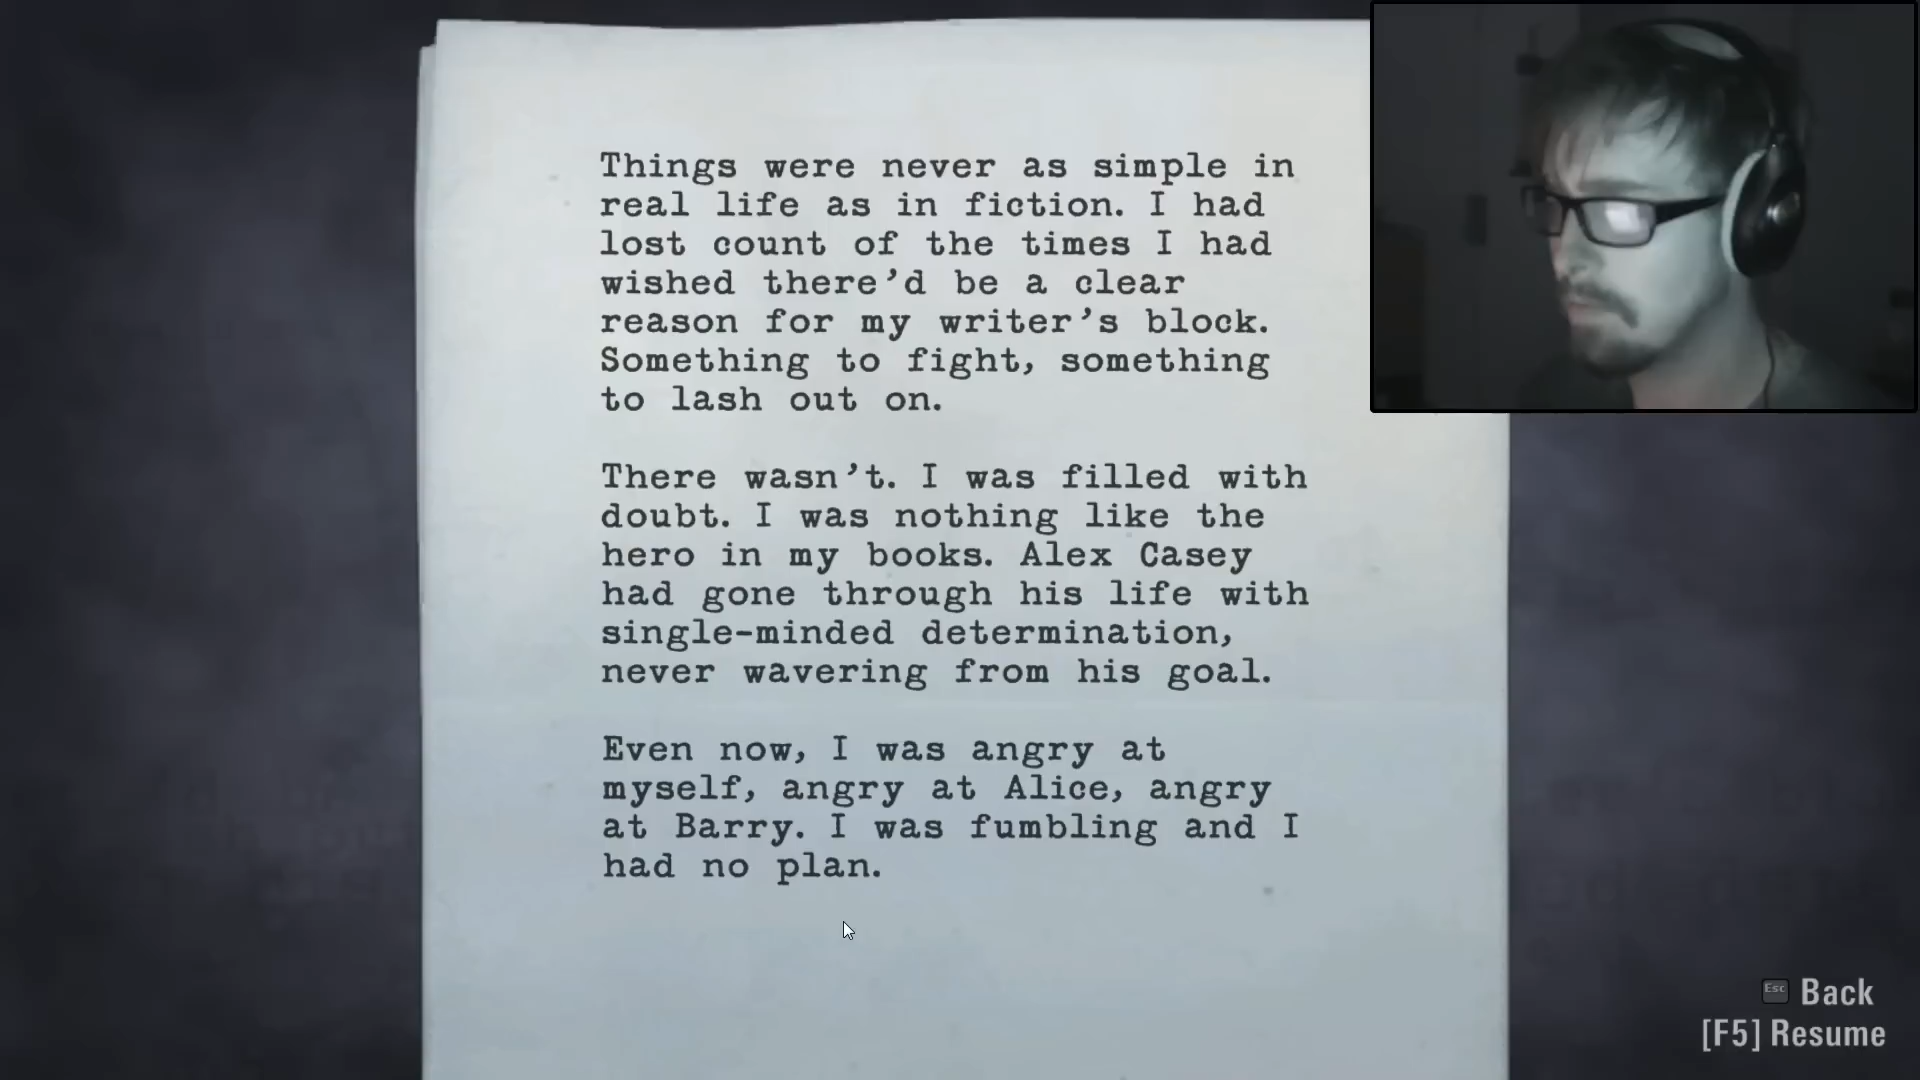 Things were never as simple in
real life as in fiction. I had
lost count of the times I had
wished there’d be a clear
reason for my writer’s block.
Something to fight, something
to lash out on.
There wasn’t. I was filled with
doubt. I was nothing like the
hero in my books. Alex Casey
had gone through his life with
single-minded determination,
never wavering from his goal.
Even now, I was angry at
myself, angry at Alice, angry
at Barry. I was fumbling and I
had no plan.
Esc Back
[F5] Resume